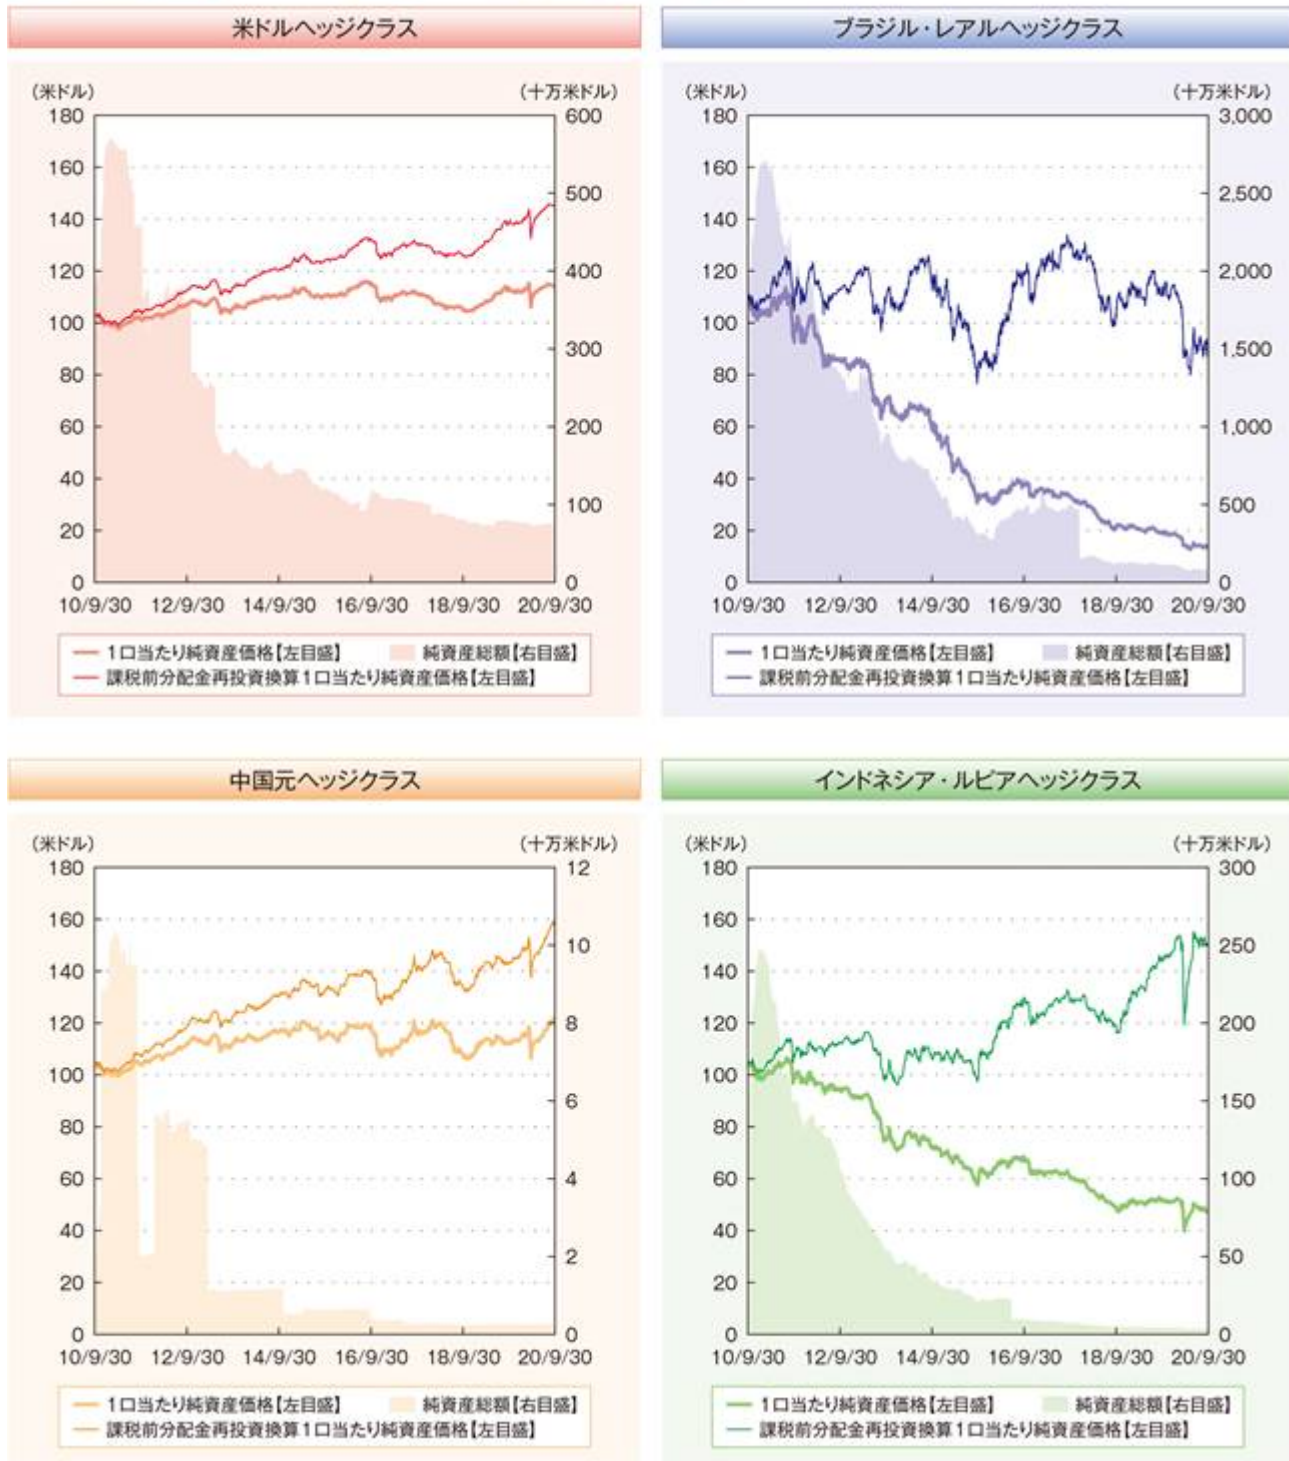 米ドルヘッジクラス
(米ドル) (十万米ドル)
180 600
160
500
140
120 400
100
300
80
60 200
40
100
20
0 0
10/9/30 12/9/30 14/9/30 16/9/30 18/9/30 20/9/30
1口当たり純資産価格【左目盛】 純資産総額【右目盛】
課税前分配金再投資換算1口当たり純資産価格【左目盛】
ブラジル・レアルヘッジクラス
(米ドル) (十万米ドル)
180 3,000
160
2,500
140
120 2,000
100
1,500
80
60 1,000
40
500
20
0 0
10/9/30 12/9/30 14/9/30 16/9/30 18/9/30 20/9/30
1口当たり純資産価格【左目盛】 純資産総額【右目盛】
課税前分配金再投資換算1口当たり純資産価格【左目盛】
中国元ヘッジクラス
(米ドル) (十万米ドル)
180 12
160
10
140
120 8
100
6
80
60 4
40
2
20
0 0
10/9/30 12/9/30 14/9/30 16/9/30 18/9/30 20/9/30
1口当たり純資産価格【左目盛】 純資産総額【右目盛】
課税前分配金再投資換算1口当たり純資産価格【左目盛】
インドネシア・ルピアヘッジクラス
(米ドル) (十万米ドル)
180 300
160
250
140
120 200
100
150
80
60 100
40
50
20
0 0
10/9/30 12/9/30 14/9/30 16/9/30 18/9/30 20/9/30
1口当たり純資産価格【左目盛】 純資産総額【右目盛】
課税前分配金再投資換算1口当たり純資産価格【左目盛】